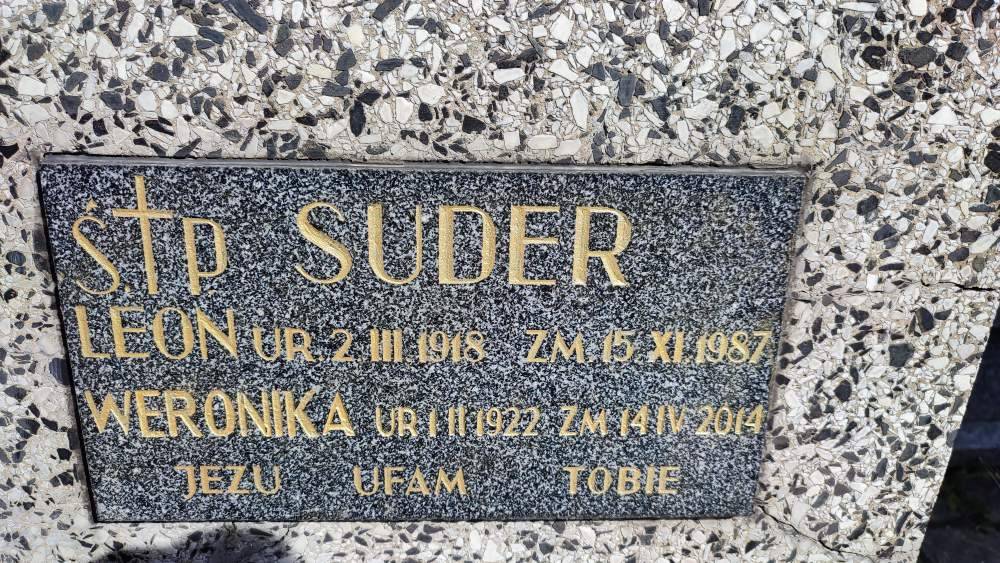 Ś.†P SUDER
LEON UR. 2 III 1918 ZM. 15 XI 1987
WERONIKA UR 1 II 1922 ZM 14 IV 2014
JEZU UFAM TOBIE